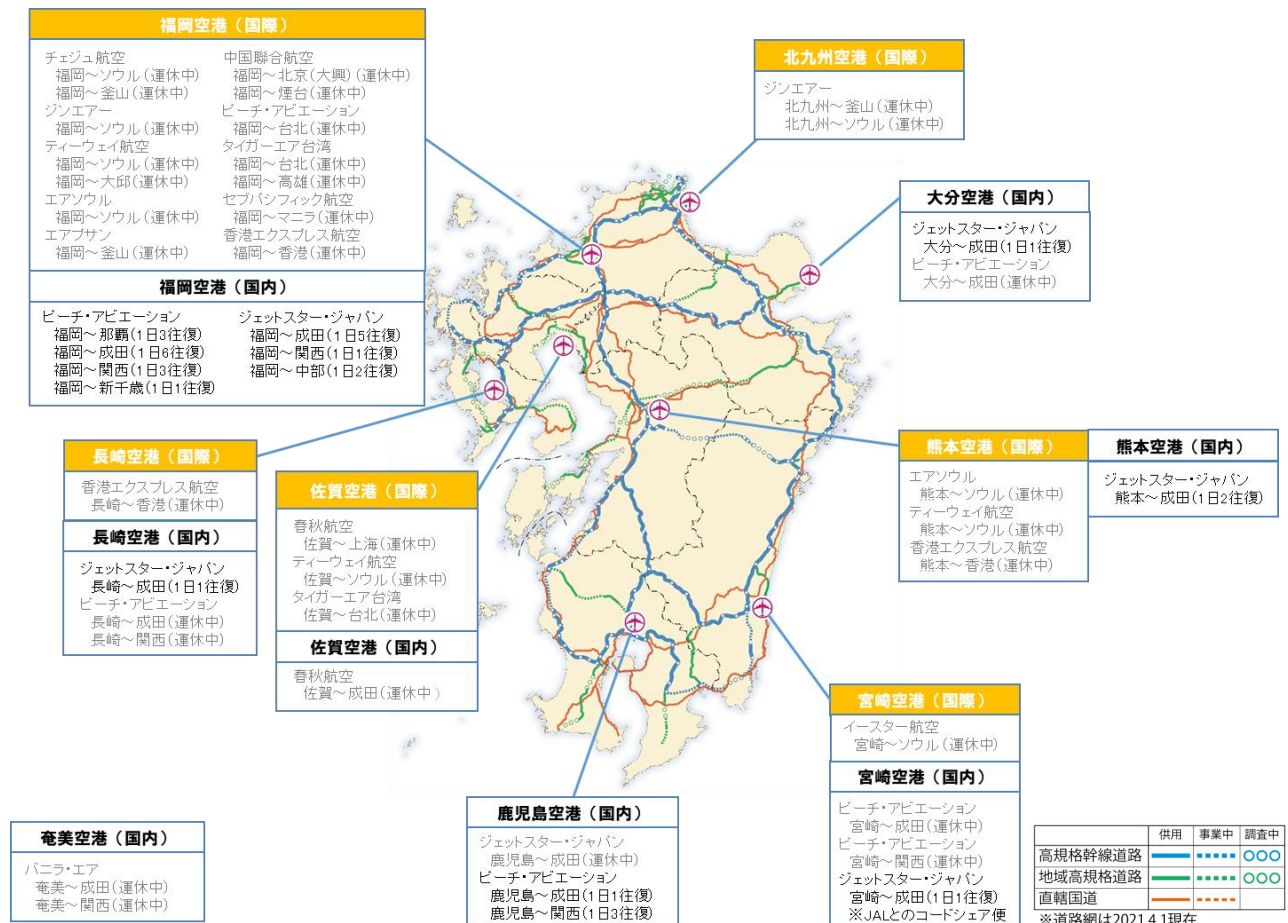 福岡空港（国際）
チェジュ航空
福岡～ソウル（運休中）
福岡～釜山（運休中）
ジンエアー
福岡～ソウル（運休中）
ティーウェイ航空
福岡～ソウル（運休中）
福岡～大邱（運休中）
エアソウル
福岡～ソウル（運休中）
エアプサン
福岡～釜山（運休中）
中国聯合航空
福岡～北京(大興)（運休中）
福岡～煙台（運休中）
ピーチ・アビエーション
福岡～台北（運休中）
タイガーエア台湾
福岡～台北（運休中）
福岡～高雄（運休中）
セブパシフィック航空
福岡～マニラ（運休中）
香港エクスプレス航空
福岡～香港（運休中）
福岡空港（国内）
ピーチ・アビエーション
福岡～那覇(1日3往復)
福岡～成田(1日6往復)
福岡～関西(1日3往復)
福岡～新千歳(1日1往復)
ジェットスター・ジャパン
福岡～成田(1日5往復)
福岡～関西(1日1往復)
福岡～中部(1日2往復)
北九州空港（国際）
ジンエアー
北九州～釜山（運休中）
北九州～ソウル（運休中）
大分空港（国内）
ジェットスター・ジャパン
大分～成田(1日1往復)
ピーチ・アビエーション
大分～成田（運休中）
長崎空港（国際）
香港エクスプレス航空
長崎～香港（運休中）
長崎空港（国内）
ジェットスター・ジャパン
長崎～成田(1日1往復)
ピーチ・アビエーション
長崎～成田（運休中）
長崎～関西（運休中）
佐賀空港（国際）
春秋航空
佐賀～上海（運休中）
ティーウェイ航空
佐賀～ソウル（運休中）
タイガーエア台湾
佐賀～台北（運休中）
佐賀空港（国内）
春秋航空
佐賀～成田（運休中）
熊本空港（国際）
エアソウル
熊本～ソウル（運休中）
ティーウェイ航空
熊本～ソウル（運休中）
香港エクスプレス航空
熊本～香港（運休中）
熊本空港（国内）
ジェットスター・ジャパン
熊本～成田(1日2往復)
宮崎空港（国際）
イースター航空
宮崎～ソウル（運休中）
宮崎空港（国内）
ピーチ・アビエーション
宮崎～成田（運休中）
ピーチ・アビエーション
宮崎～関西（運休中）
ジェットスター・ジャパン
宮崎～成田(1日1往復)
※JALとのコードシェア便
鹿児島空港（国内）
ジェットスター・ジャパン
鹿児島～成田（運休中）
ピーチ・アビエーション
鹿児島～成田(1日1往復)
鹿児島～関西(1日3往復)
奄美空港（国内）
バニラ・エア
奄美～成田（運休中）
奄美～関西（運休中）
供用 事業中 調査中
高規格幹線道路
地域高規格道路
直轄国道
※道路網は2021.4.1現在